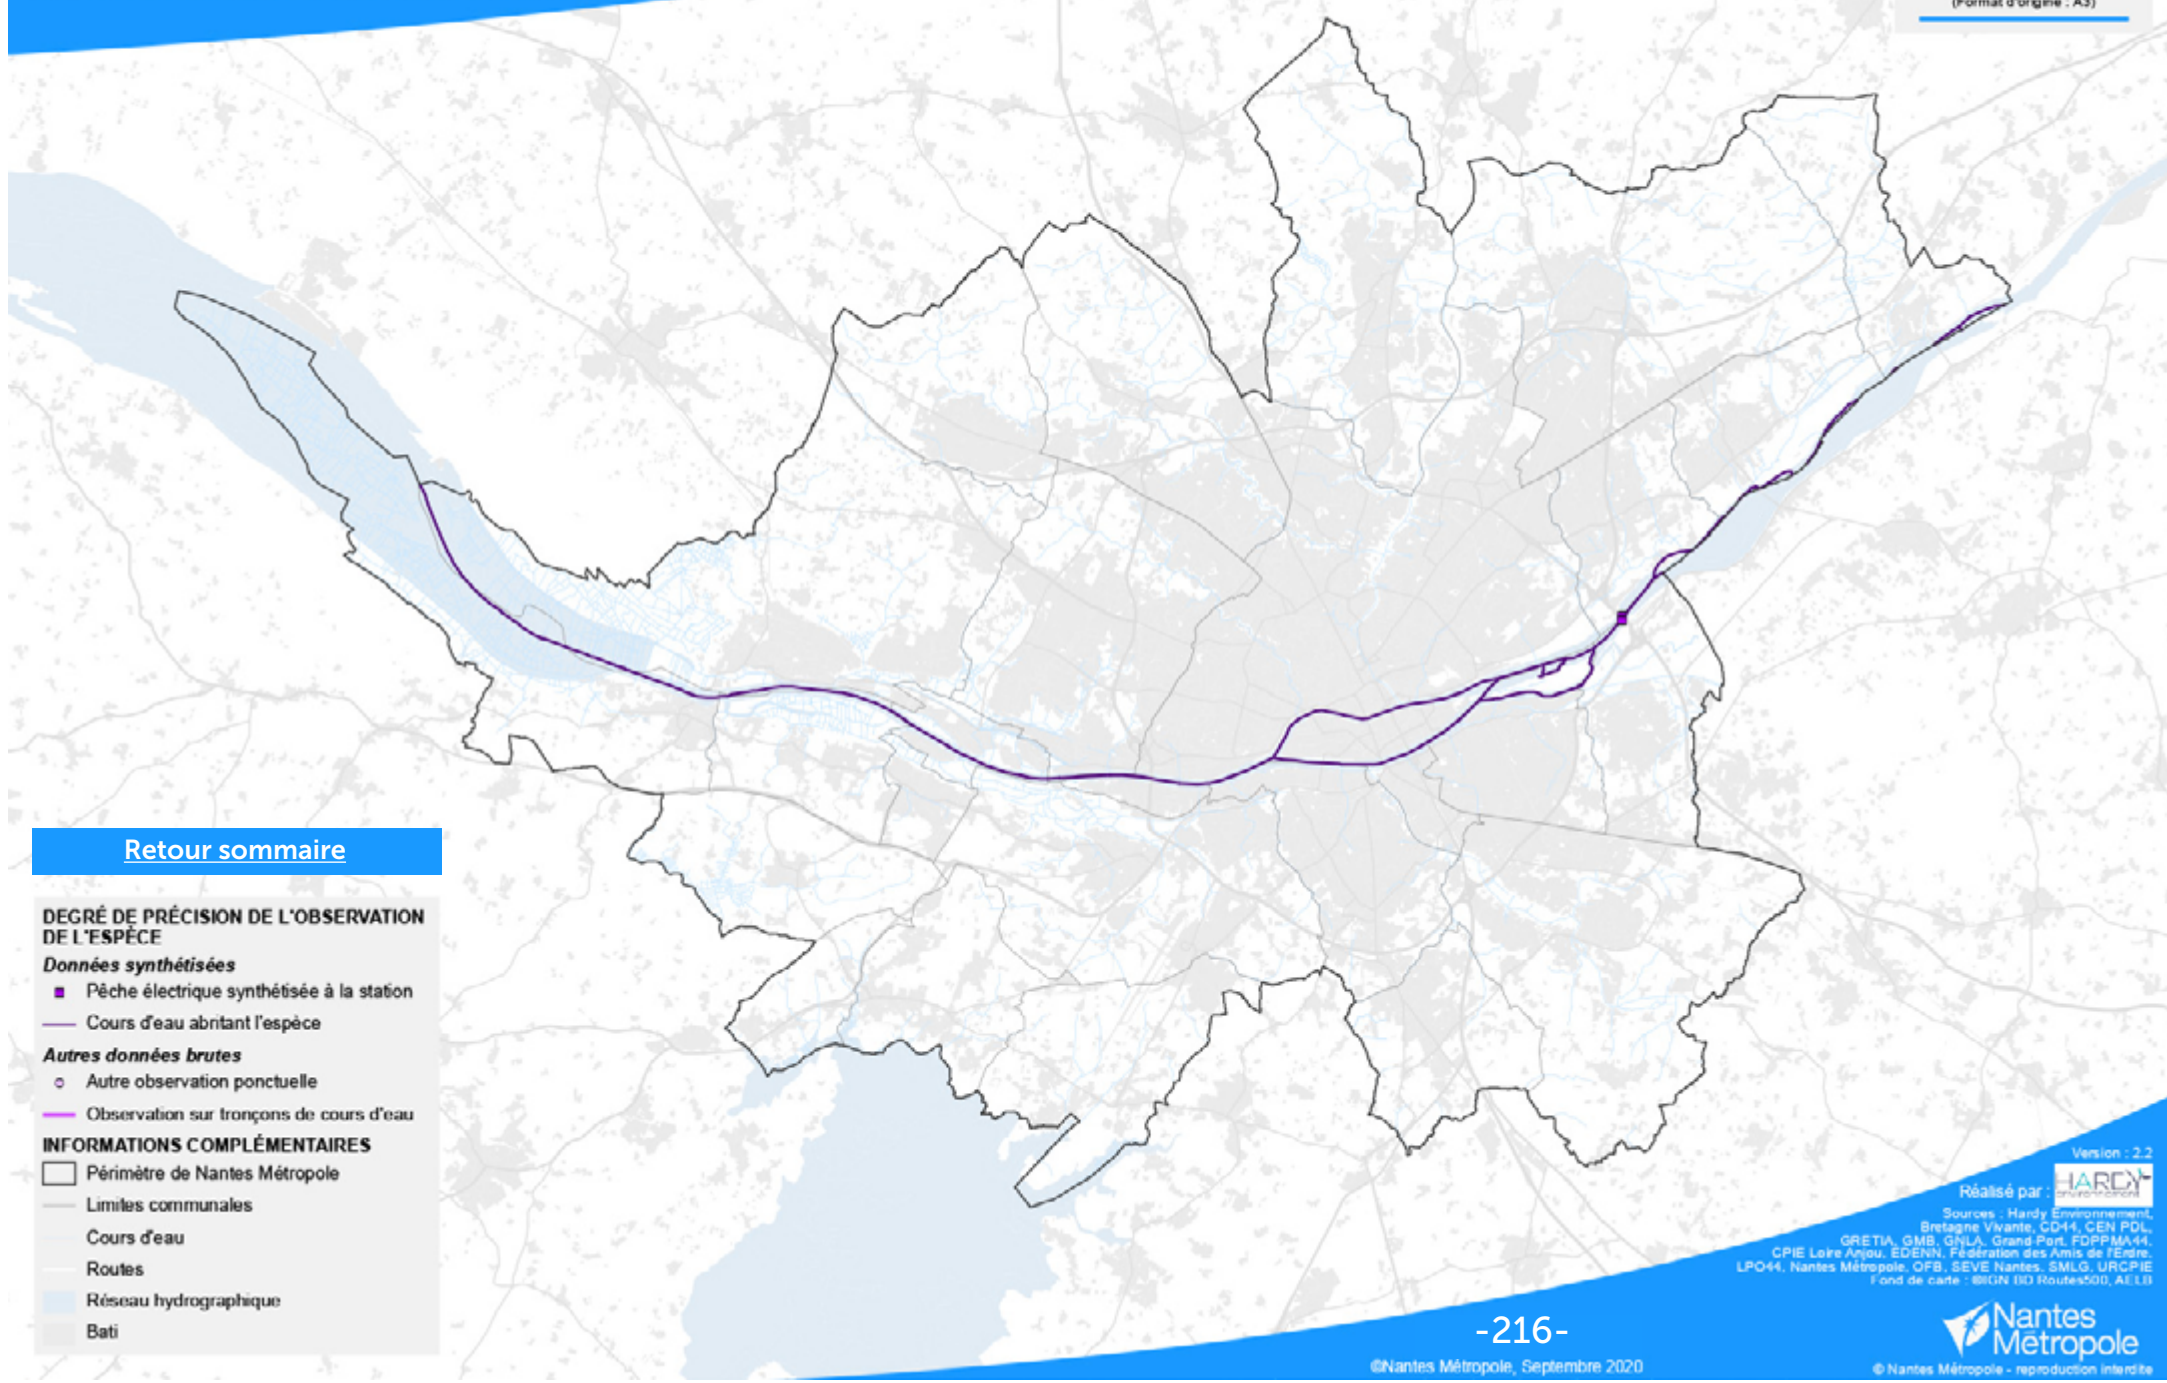 (Format d'origine : A3)
Retour sommaire
DEGRÉ DE PRÉCISION DE L'OBSERVATION
DE L'ESPÈCE
Données synthétisées
Pêche électrique synthétisée à la station
Cours d'eau abritant l'espèce
Autres données brutes
Autre observation ponctuelle
Observation sur tronçons de cours d'eau
INFORMATIONS COMPLÉMENTAIRES
Périmètre de Nantes Métropole
Limites communales
Cours d'eau
Routes
Réseau hydrographique
Bati
Version : 2.2
Réalisé par : HARDY
environnement
Sources : Hardy Environnement,
Bretagne Vivante, CD44, CEN PDL,
GRETIA, GMB, GNLA, Grand-Port, FDPPMA44,
CPIE Loire Anjou, EDENN, Fédération des Amis de l'Erdre,
LPO44, Nantes Métropole, OFB, SEVE Nantes, SMLG, URCPIE
Fond de carte : ©IGN BD Routes500, AELB
-216-
©Nantes Métropole, Septembre 2020
Nantes
Métropole
© Nantes Métropole - reproduction interdite